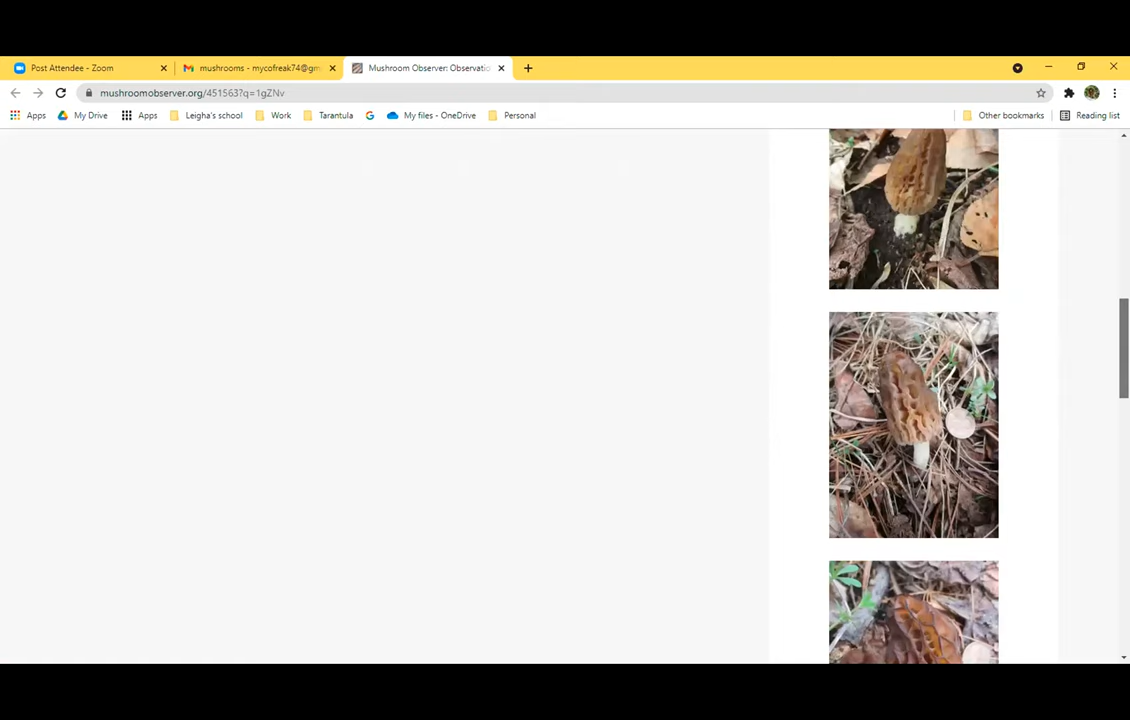 Post Attendee - Zoom
mushrooms - mycofreak74@gm
Mushroom Observer: Observatio
mushroomobserver.org/451563?q=1gZNv
Apps My Drive Apps Leigha's school Work Tarantula My files - OneDrive Personal Other bookmarks Reading list